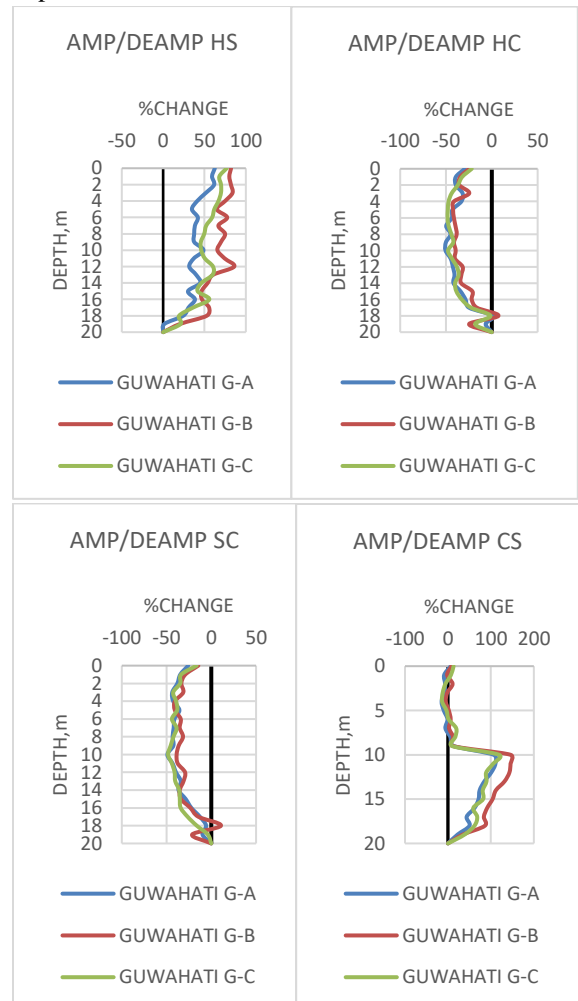 AMP/DEAMP HS
%CHANGE
-50 0 50 100
DEPTH,m
0
2
4
6
8
10
12
14
16
18
20
GUWAHATI G-A
GUWAHATI G-B
GUWAHATI G-C
AMP/DEAMP HC
%CHANGE
-100 -50 0 50
DEPTH,m
0
2
4
6
8
10
12
14
16
18
20
GUWAHATI G-A
GUWAHATI G-B
GUWAHATI G-C
AMP/DEAMP SC
%CHANGE
-100 -50 0 50
DEPTH,m
0
2
4
6
8
10
12
14
16
18
20
GUWAHATI G-A
GUWAHATI G-B
GUWAHATI G-C
AMP/DEAMP CS
%CHANGE
-100 0 100 200
DEPTH,m
0
5
10
15
20
GUWAHATI G-A
GUWAHATI G-B
GUWAHATI G-C